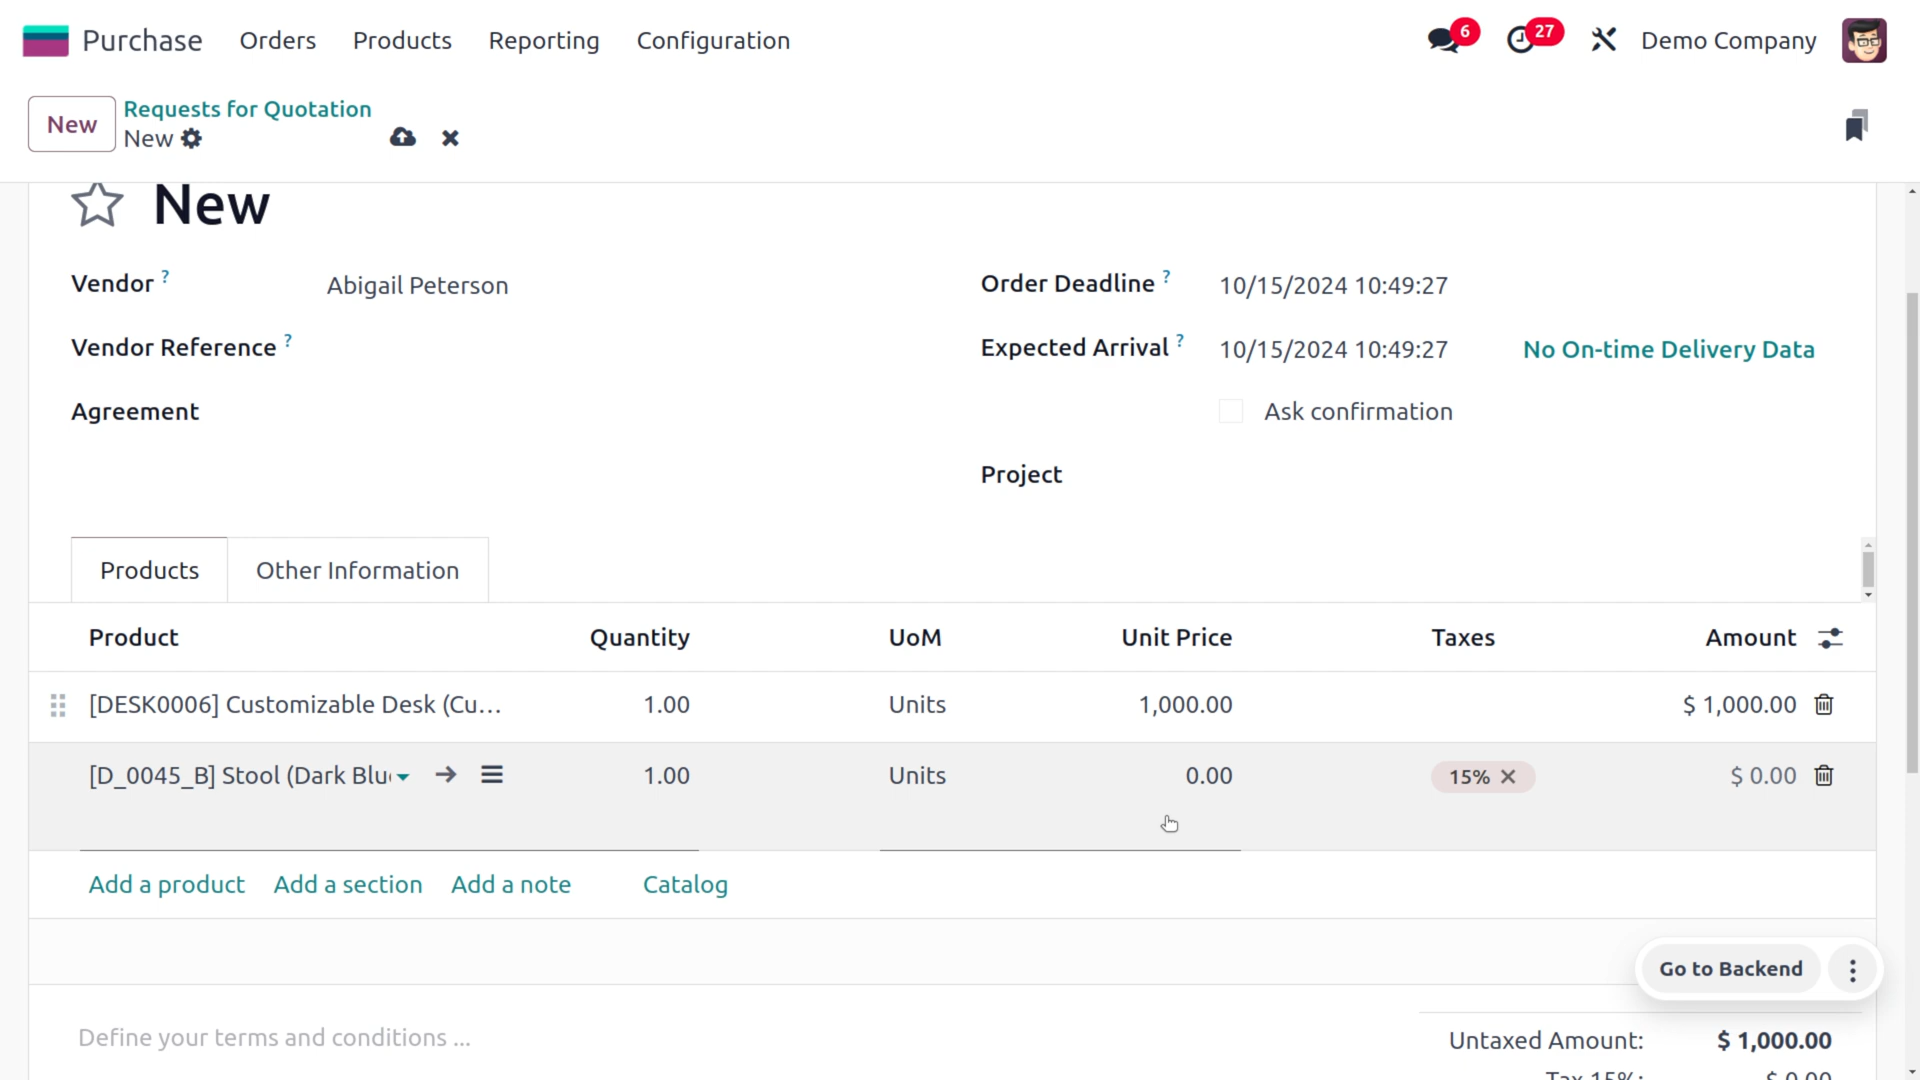 Purchase Orders Products Reporting Configuration 6 27 Demo Company
New Requests for Quotation
New
New
Vendor ? Abigail Peterson Order Deadline ? 10/15/2024 10:49:27
Vendor Reference ? Expected Arrival ? 10/15/2024 10:49:27 No On-time Delivery Data
Agreement Ask confirmation
Project
Products Other Information
Product Quantity UoM Unit Price Taxes Amount
[DESK0006] Customizable Desk (Cu... 1.00 Units 1,000.00 $ 1,000.00
[D_0045_B] Stool (Dark Blu 1.00 Units 0.00 15% $ 0.00
Add a product Add a section Add a note Catalog
Go to Backend
Define your terms and conditions ... Untaxed Amount: $ 1,000.00
Tax 15%: $ 0.00